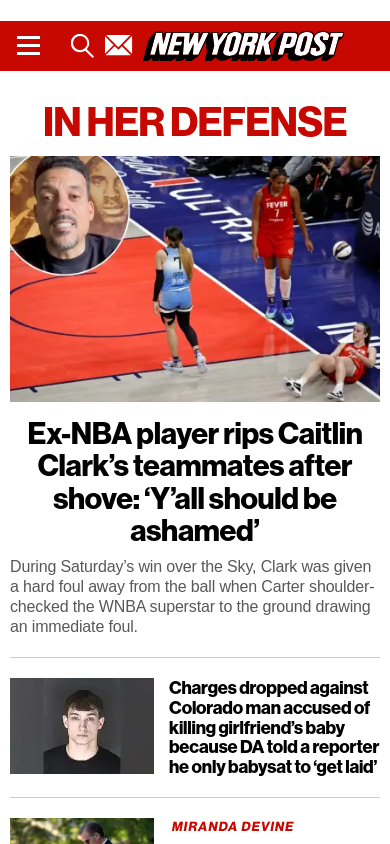 NEW YORK POST
IN HER DEFENSE
ULTRA
FEVER
7
7
AT&T
Ex-NBA player rips Caitlin
Clark’s teammates after
shove: ‘Y’all should be
ashamed’
During Saturday’s win over the Sky, Clark was given
a hard foul away from the ball when Carter shoulder-
checked the WNBA superstar to the ground drawing
an immediate foul.
Charges dropped against
Colorado man accused of
killing girlfriend’s baby
because DA told a reporter
he only babysat to ‘get laid’
MIRANDA DEVINE